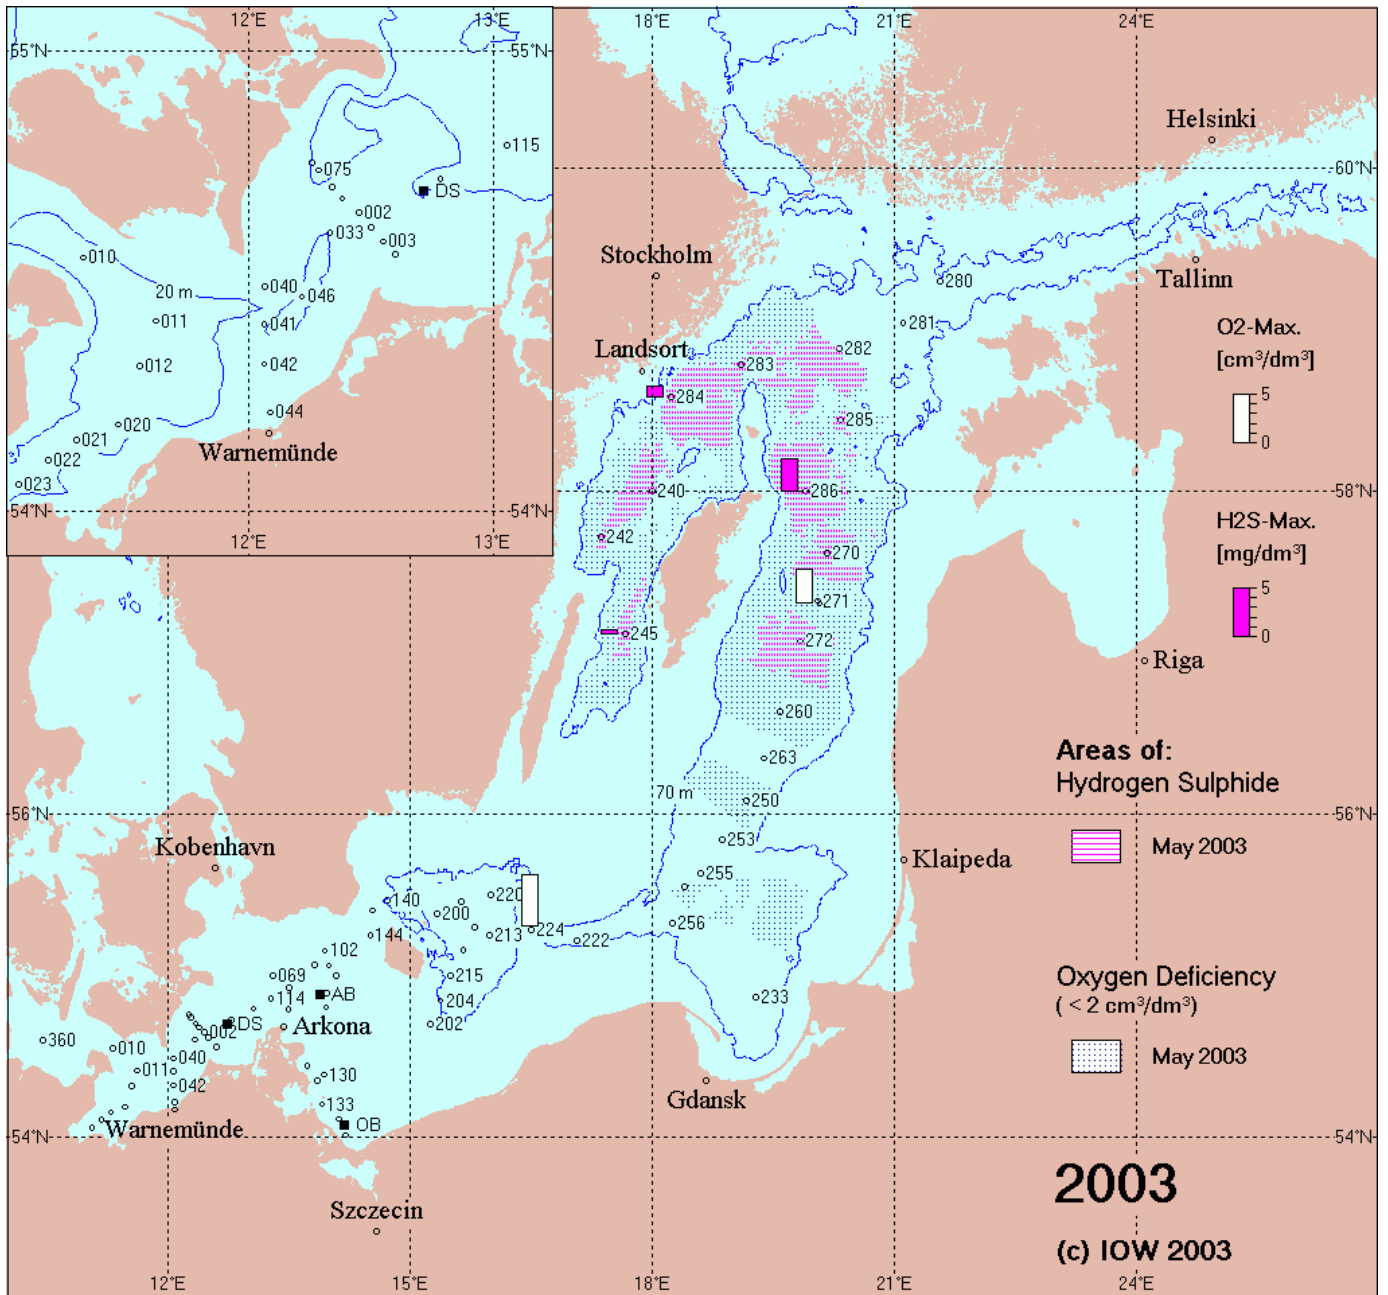 12°E
13°E
18°E
21°E
24°E
55°N
55°N
Helsinki
115
60°N
075
DS
002
033
003
010
Stockholm
Tallinn
20 m
040
046
280
011
041
281
O2-Max.
[cm³/dm³]
012
042
Landsort
282
283
5
0
284
044
020
285
Warnemünde
021
022
023
240
286
58°N
54°N
54°N
H2S-Max.
[mg/dm³]
242
270
12°E
13°E
271
5
0
245
272
Riga
260
Areas of:
Hydrogen Sulphide
263
70 m
250
56°N
56°N
May 2003
253
Kobenhavn
Klaipeda
255
220
140
200
256
224
144
213
222
102
069
215
Oxygen Deficiency
( < 2 cm³/dm³)
114
AB
204
233
DS
002
Arkona
202
360
010
040
May 2003
011
130
042
Gdansk
133
Warnemünde
OB
54°N
54°N
2003
Szczecin
(c) IOW 2003
12°E
15°E
18°E
21°E
24°E